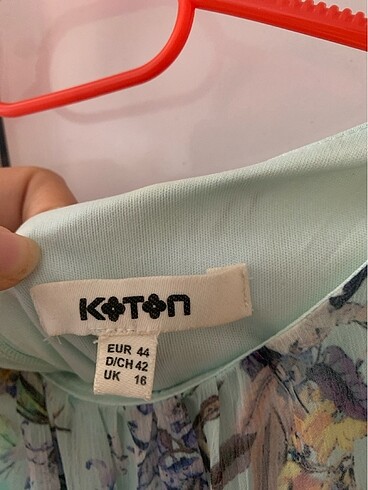 KOTON
EUR 44
D/CH 42
UK 16